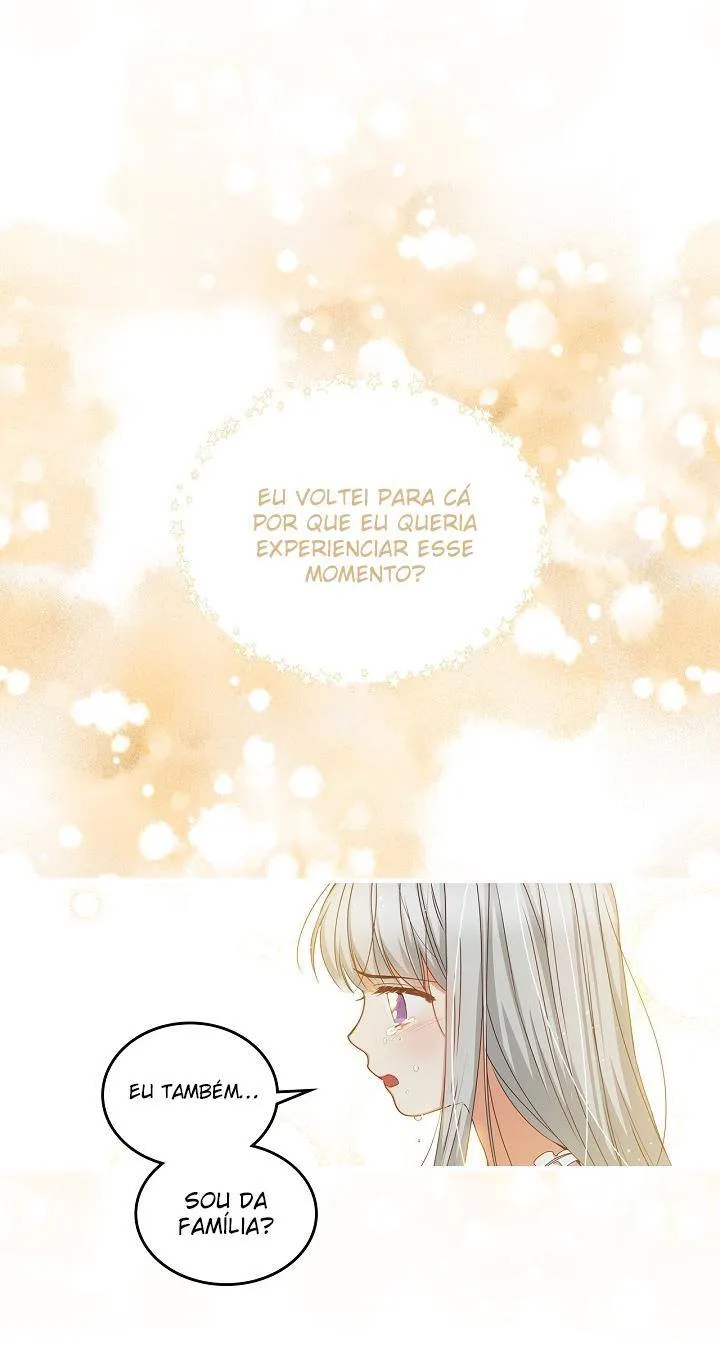 EU VOLTEI PARA CÁ
POR QUE EU QUERIA
EXPERIENCIAR ESSE
MOMENTO?
EU TAMBÉM...
SOU DA
FAMÍLIA?